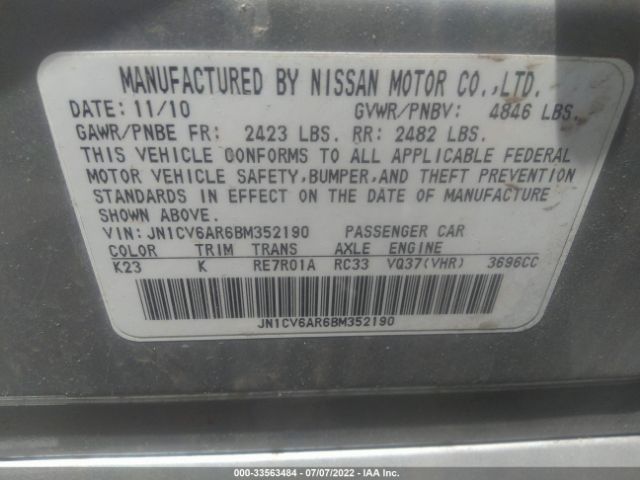 MANUFACTURED BY NISSAN MOTOR CO.,LTD.
DATE: 11/10 GVWR/PNBV: 4846 LBS.
GAWR/PNBE FR: 2423 LBS. RR: 2482 LBS.
THIS VEHICLE CONFORMS TO ALL APPLICABLE FEDERAL
MOTOR VEHICLE SAFETY,BUMPER,AND THEFT PREVENTION
STANDARDS IN EFFECT ON THE DATE OF MANUFACTURE
SHOWN ABOVE.
VIN: JN1CV6AR6BM352190 PASSENGER CAR
COLOR TRIM TRANS AXLE ENGINE
K23 K RE7R01A RC33 VQ37(VHR) 3696CC
JN1CV6AR6BM352190
000-33563484 - 07/07/2022 - IAA Inc.